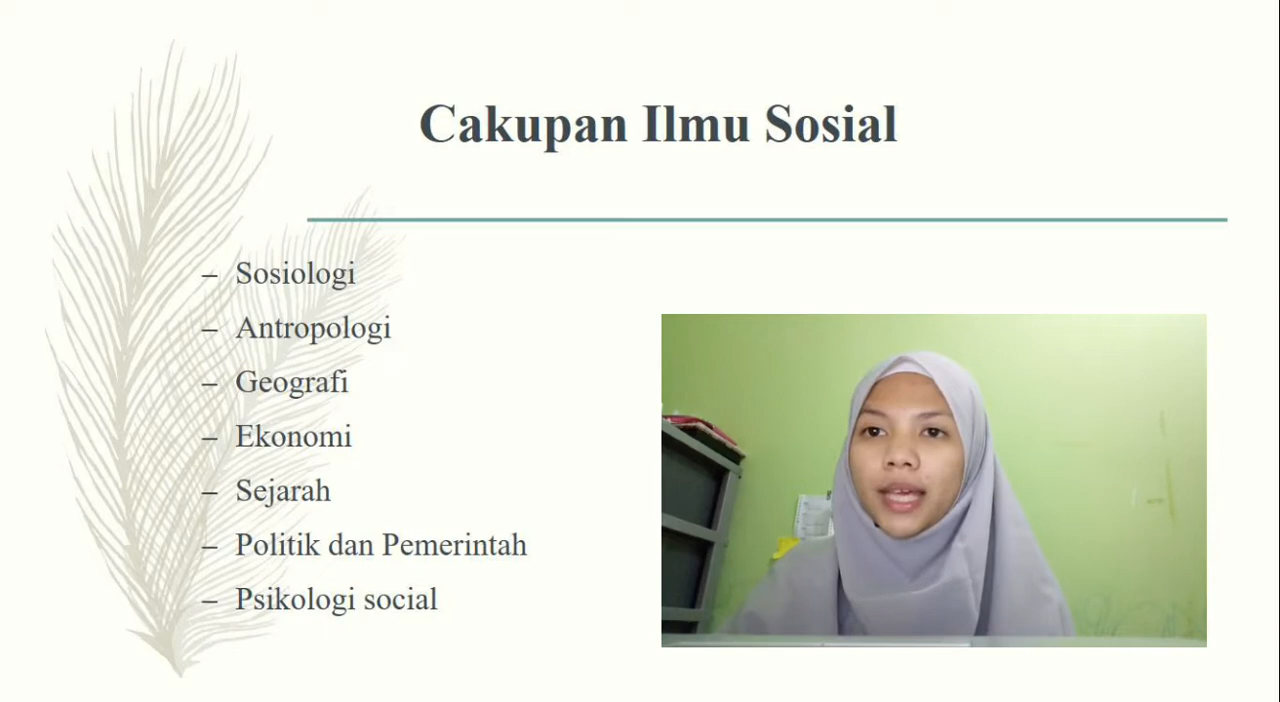 Cakupan Ilmu Sosial
– Sosiologi
– Antropologi
– Geografi
– Ekonomi
– Sejarah
– Politik dan Pemerintah
– Psikologi social